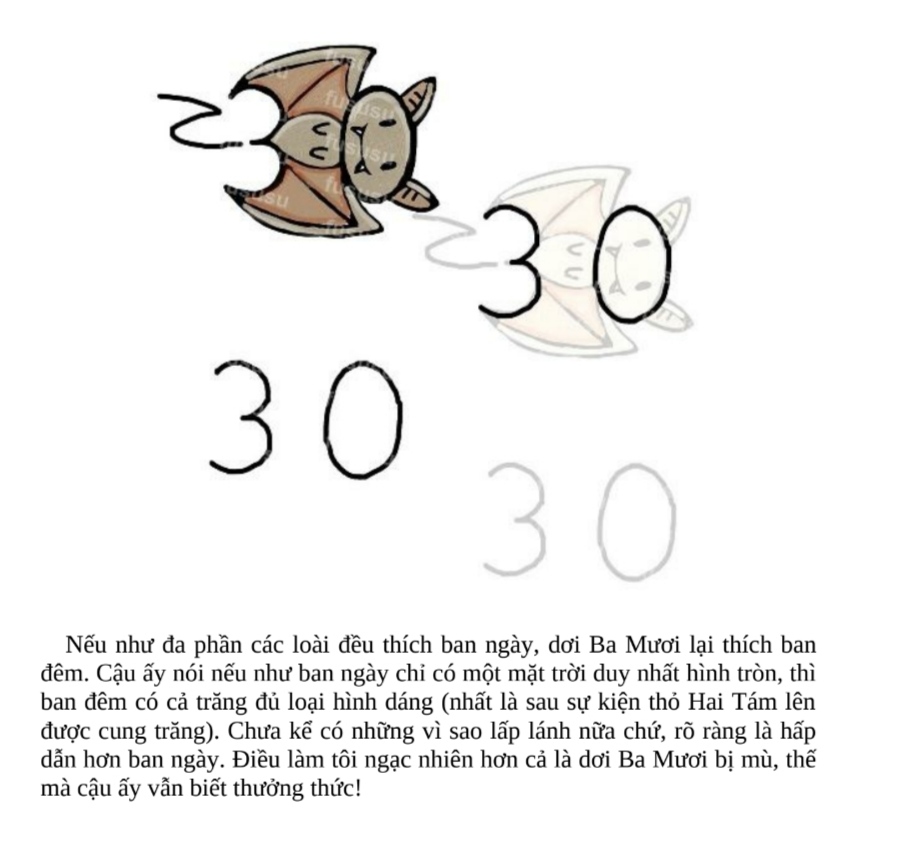 fususu
fususu
fususu
30
30
30
Nếu như đa phần các loài đều thích ban ngày, dơi Ba Mươi lại thích ban
đêm. Cậu ấy nói nếu như ban ngày chỉ có một mặt trời duy nhất hình tròn, thì
ban đêm có cả trăng đủ loại hình dáng (nhất là sau sự kiện thỏ Hai Tám lên
được cung trăng). Chưa kể có những vì sao lấp lánh nữa chứ, rõ ràng là hấp
dẫn hơn ban ngày. Điều làm tôi ngạc nhiên hơn cả là dơi Ba Mươi bị mù, thế
mà cậu ấy vẫn biết thưởng thức!